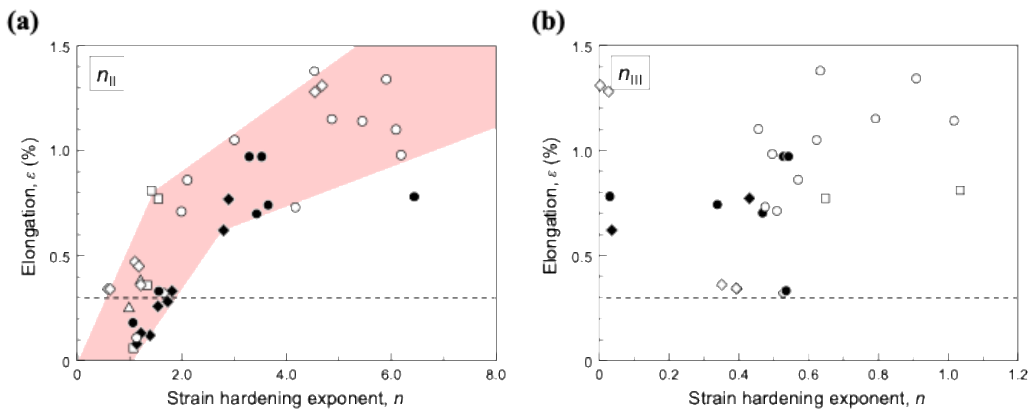 (a)
(b)
1.5
1.0
0.5
0
Elongation, ε (%)
n_II
0
2.0
4.0
6.0
8.0
Strain hardening exponent, n
1.5
1.0
0.5
0
Elongation, ε (%)
n_III
0
0.2
0.4
0.6
0.8
1.0
1.2
Strain hardening exponent, n